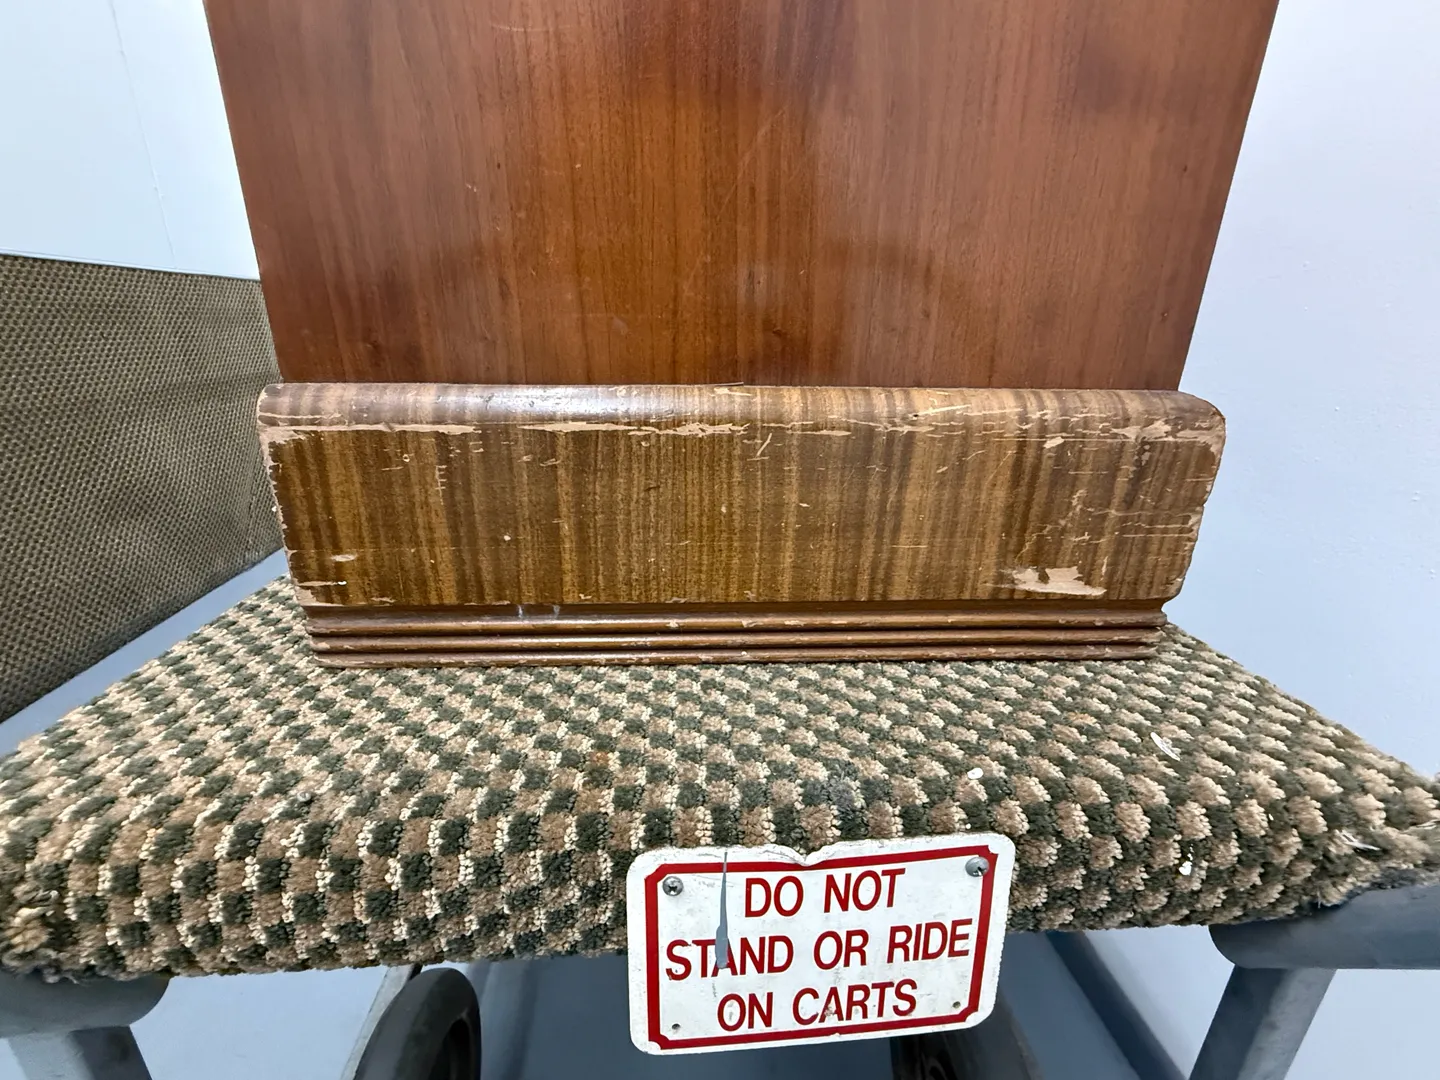 DO NOT
STAND OR RIDE
ON CARTS